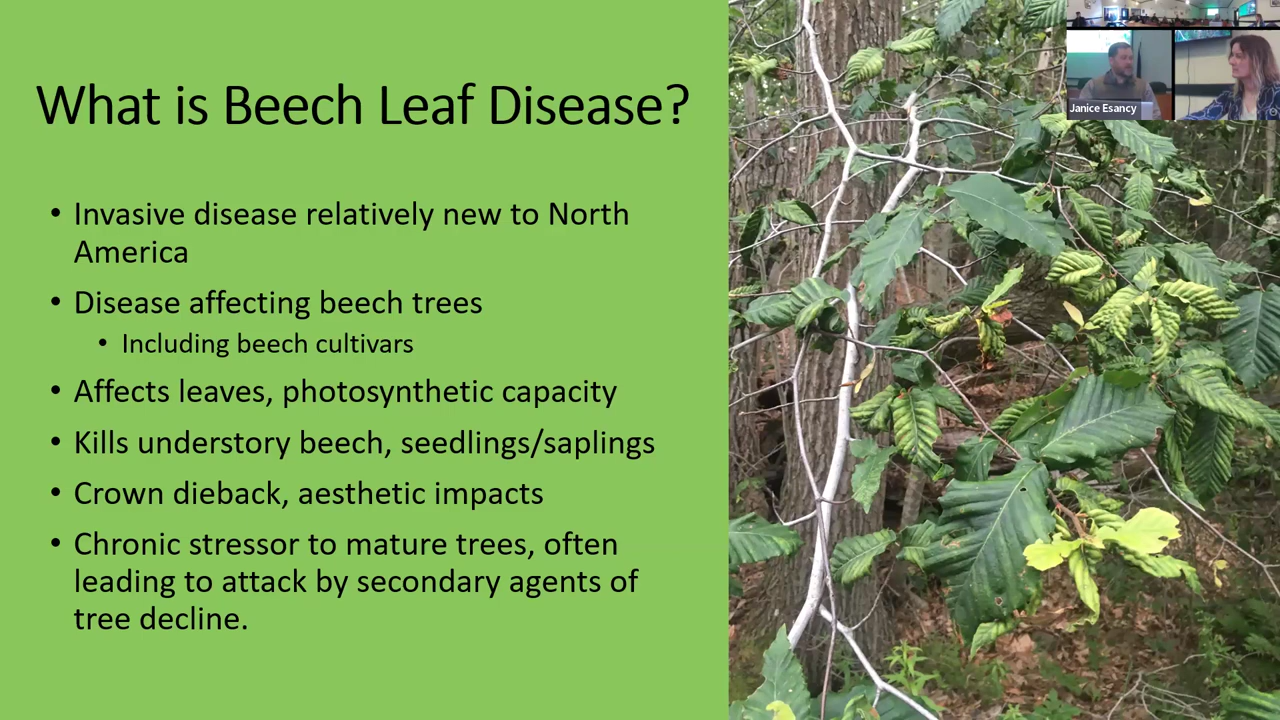 What is Beech Leaf Disease?
• Invasive disease relatively new to North
America
• Disease affecting beech trees
• Including beech cultivars
• Affects leaves, photosynthetic capacity
• Kills understory beech, seedlings/saplings
• Crown dieback, aesthetic impacts
• Chronic stressor to mature trees, often
leading to attack by secondary agents of
tree decline.
Janice Esancy